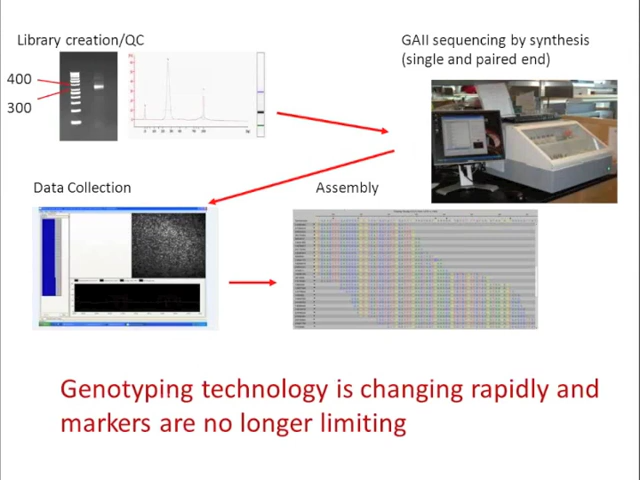 Library creation/QC
GAII sequencing by synthesis
(single and paired end)
400
300
Data Collection
Assembly
Genotyping technology is changing rapidly and
markers are no longer limiting